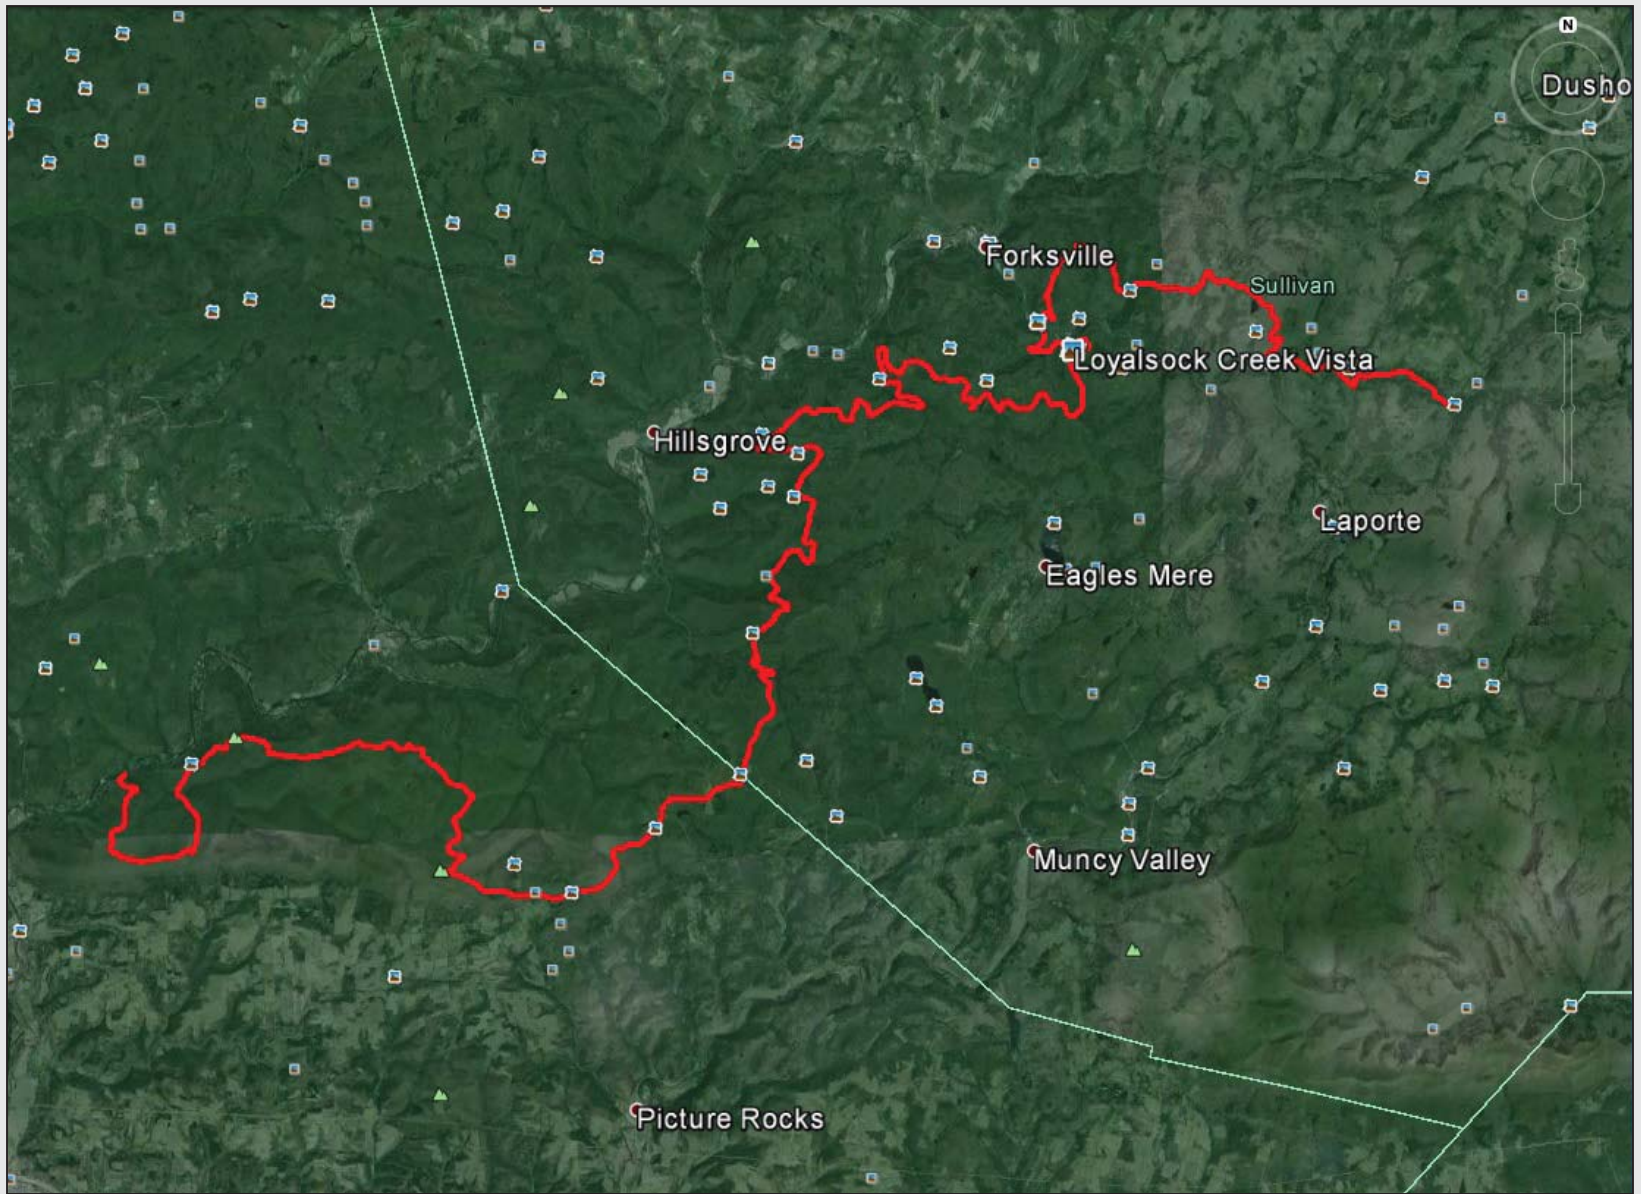 N
Dusho
Forksville
Sullivan
Loyalsock Creek Vista
Hillsgrove
Laporte
Eagles Mere
Muncy Valley
Picture Rocks